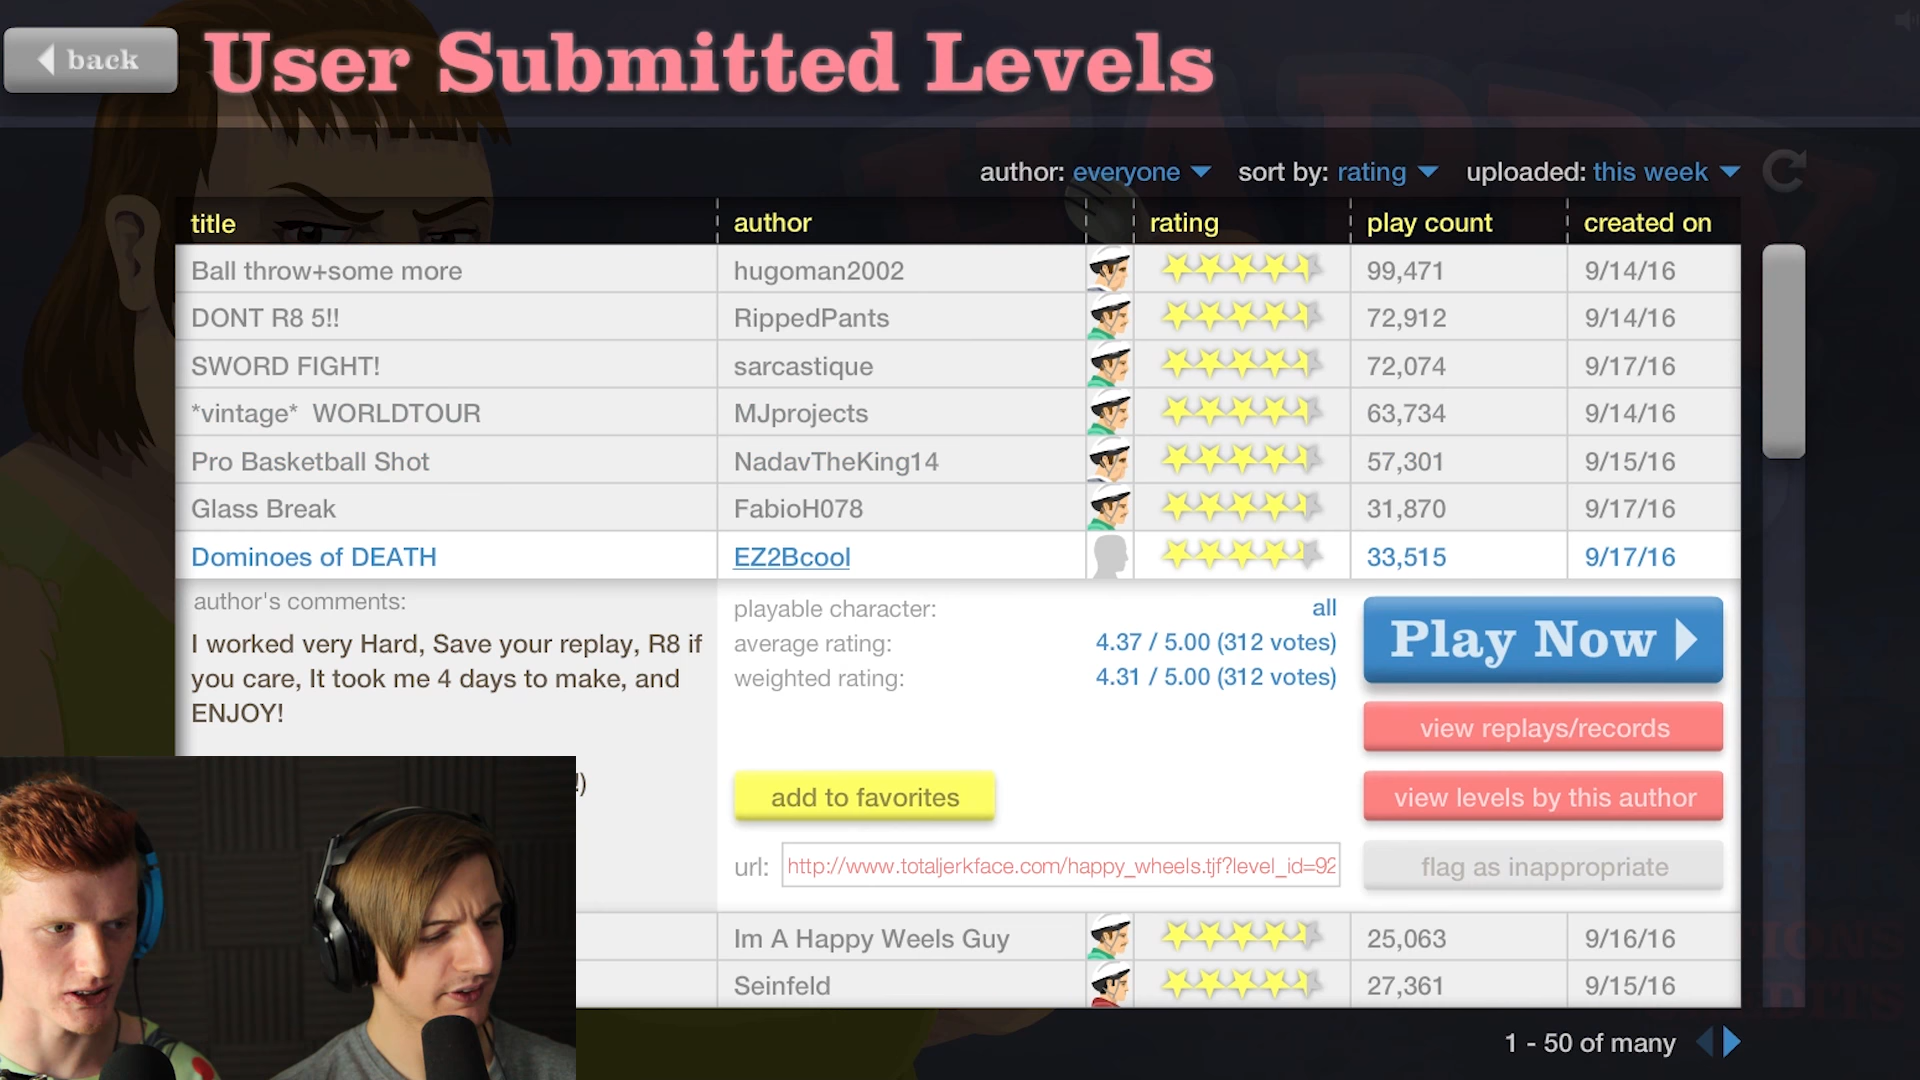 back
User Submitted Levels
author: everyone sort by: rating uploaded: this week
title author rating play count created on
Ball throw+some more hugoman2002 99,471 9/14/16
DONT R8 5!! RippedPants 72,912 9/14/16
SWORD FIGHT! sarcastique 72,074 9/17/16
*vintage* WORLDTOUR MJprojects 63,734 9/14/16
Pro Basketball Shot NadavTheKing14 57,301 9/15/16
Glass Break FabioH078 31,870 9/17/16
Dominoes of DEATH EZ2Bcool 33,515 9/17/16
author's comments:
I worked very Hard, Save your replay, R8 if
you care, It took me 4 days to make, and
ENJOY!
!)
playable character: all
average rating: 4.37 / 5.00 (312 votes)
weighted rating: 4.31 / 5.00 (312 votes)
add to favorites
url: http://www.totaljerkface.com/happy_wheels.tjf?level_id=92
Play Now
view replays/records
view levels by this author
flag as inappropriate
Im A Happy Weels Guy 25,063 9/16/16
Seinfeld 27,361 9/15/16
1 - 50 of many